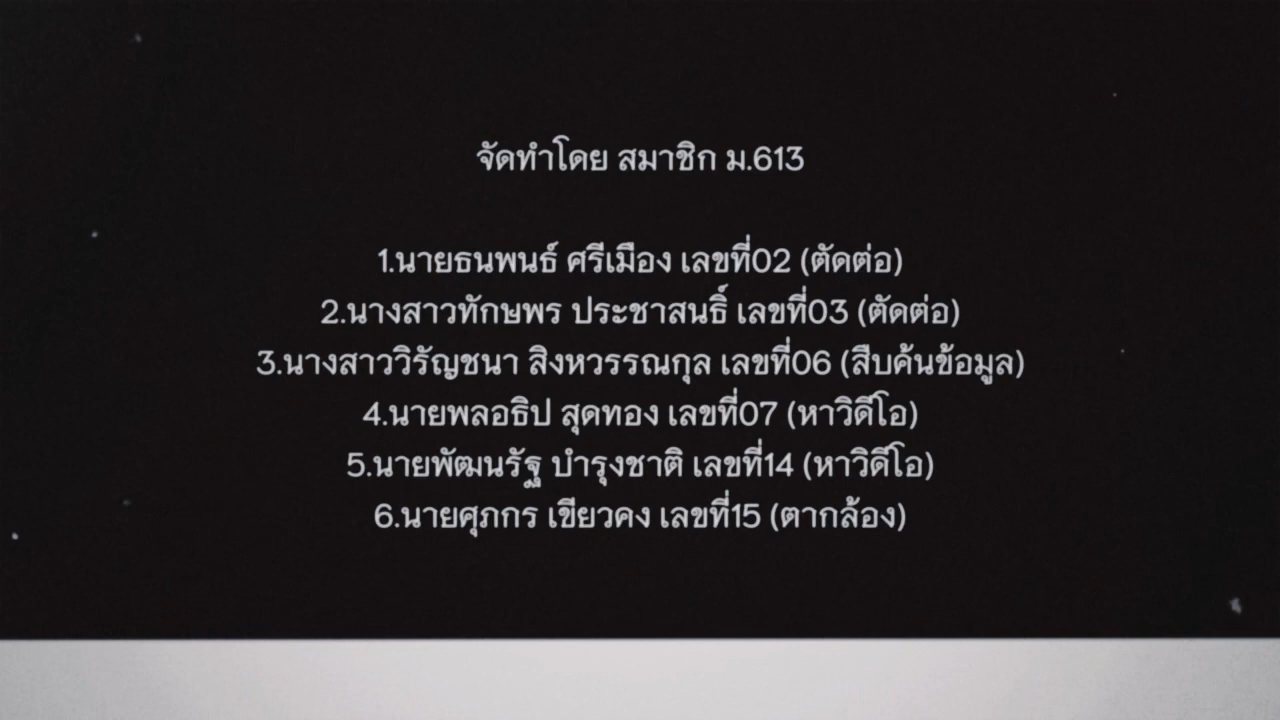 จัดทำโดย สมาชิก ม.613
1.นายธนพนธ์ ศรีเมือง เลขที่02 (ตัดต่อ)
2.นางสาวทักษพร ประชาสนธิ์ เลขที่03 (ตัดต่อ)
3.นางสาววิรัญชนา สิงหวรรณกุล เลขที่06 (สืบค้นข้อมูล)
4.นายพลอธิป สุดทอง เลขที่07 (หาวิดีโอ)
5.นายพัฒนรัฐ บำรุงชาติ เลขที่14 (หาวิดีโอ)
6.นายศุภกร เขียวคง เลขที่15 (ตากล้อง)